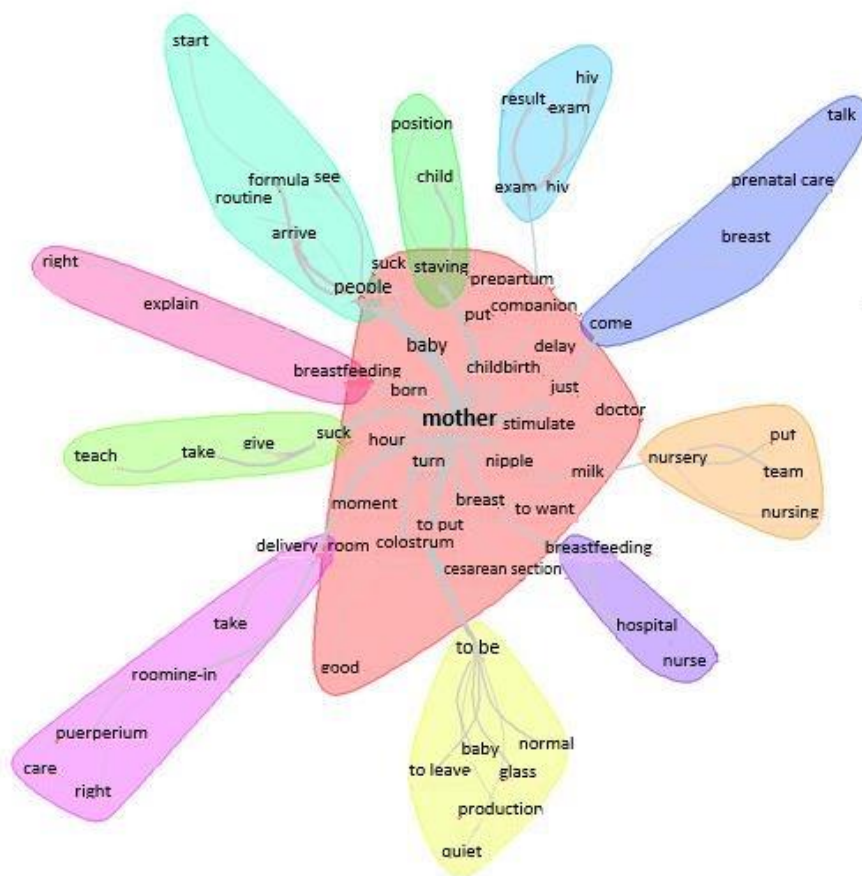 start
hiv
result
exam
talk
position
formula
see
child
prenatal care
routine
exam
hiv
arrive
breast
right
suck
staving
prepartum
people
explain
put
companion
come
baby
delay
breastfeeding
childbirth
born
just
mother
doctor
suck
stimulate
put
give
hour
teach
take
turn
nipple
milk
nursery
team
moment
breast
to want
nursing
to put
delivery room
colostrum
breastfeeding
cesarean section
take
hospital
to be
nurse
rooming-in
good
puerperium
baby
normal
care
to leave
glass
right
production
quiet